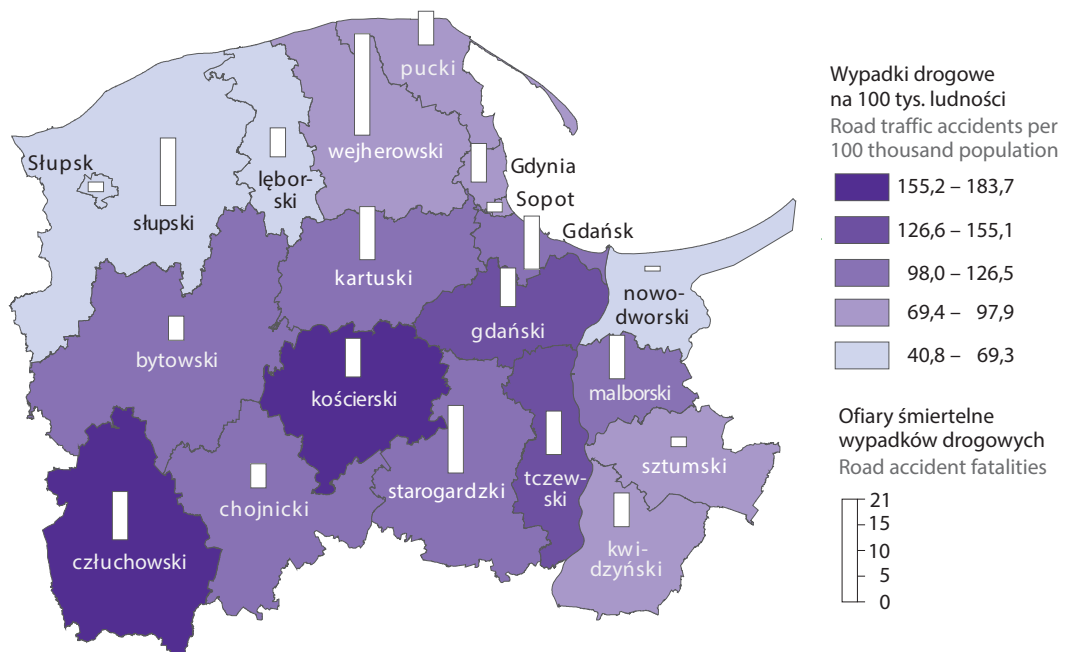 pucki
wejherowski
Słupsk
słupski
lębor-
ski
Gdynia
Sopot
Gdańsk
kartuski
nowo-
dworski
gdański
bytowski
malborski
kościerski
sztumski
starogardzki
tczew-
ski
chojnicki
człuchowski
kwi-
dzyński
Wypadki drogowe
na 100 tys. ludności
Road traffic accidents per
100 thousand population
155,2 – 183,7
126,6 – 155,1
98,0 – 126,5
69,4 – 97,9
40,8 – 69,3
Ofiary śmiertelne
wypadków drogowych
Road accident fatalities
21
15
10
5
0